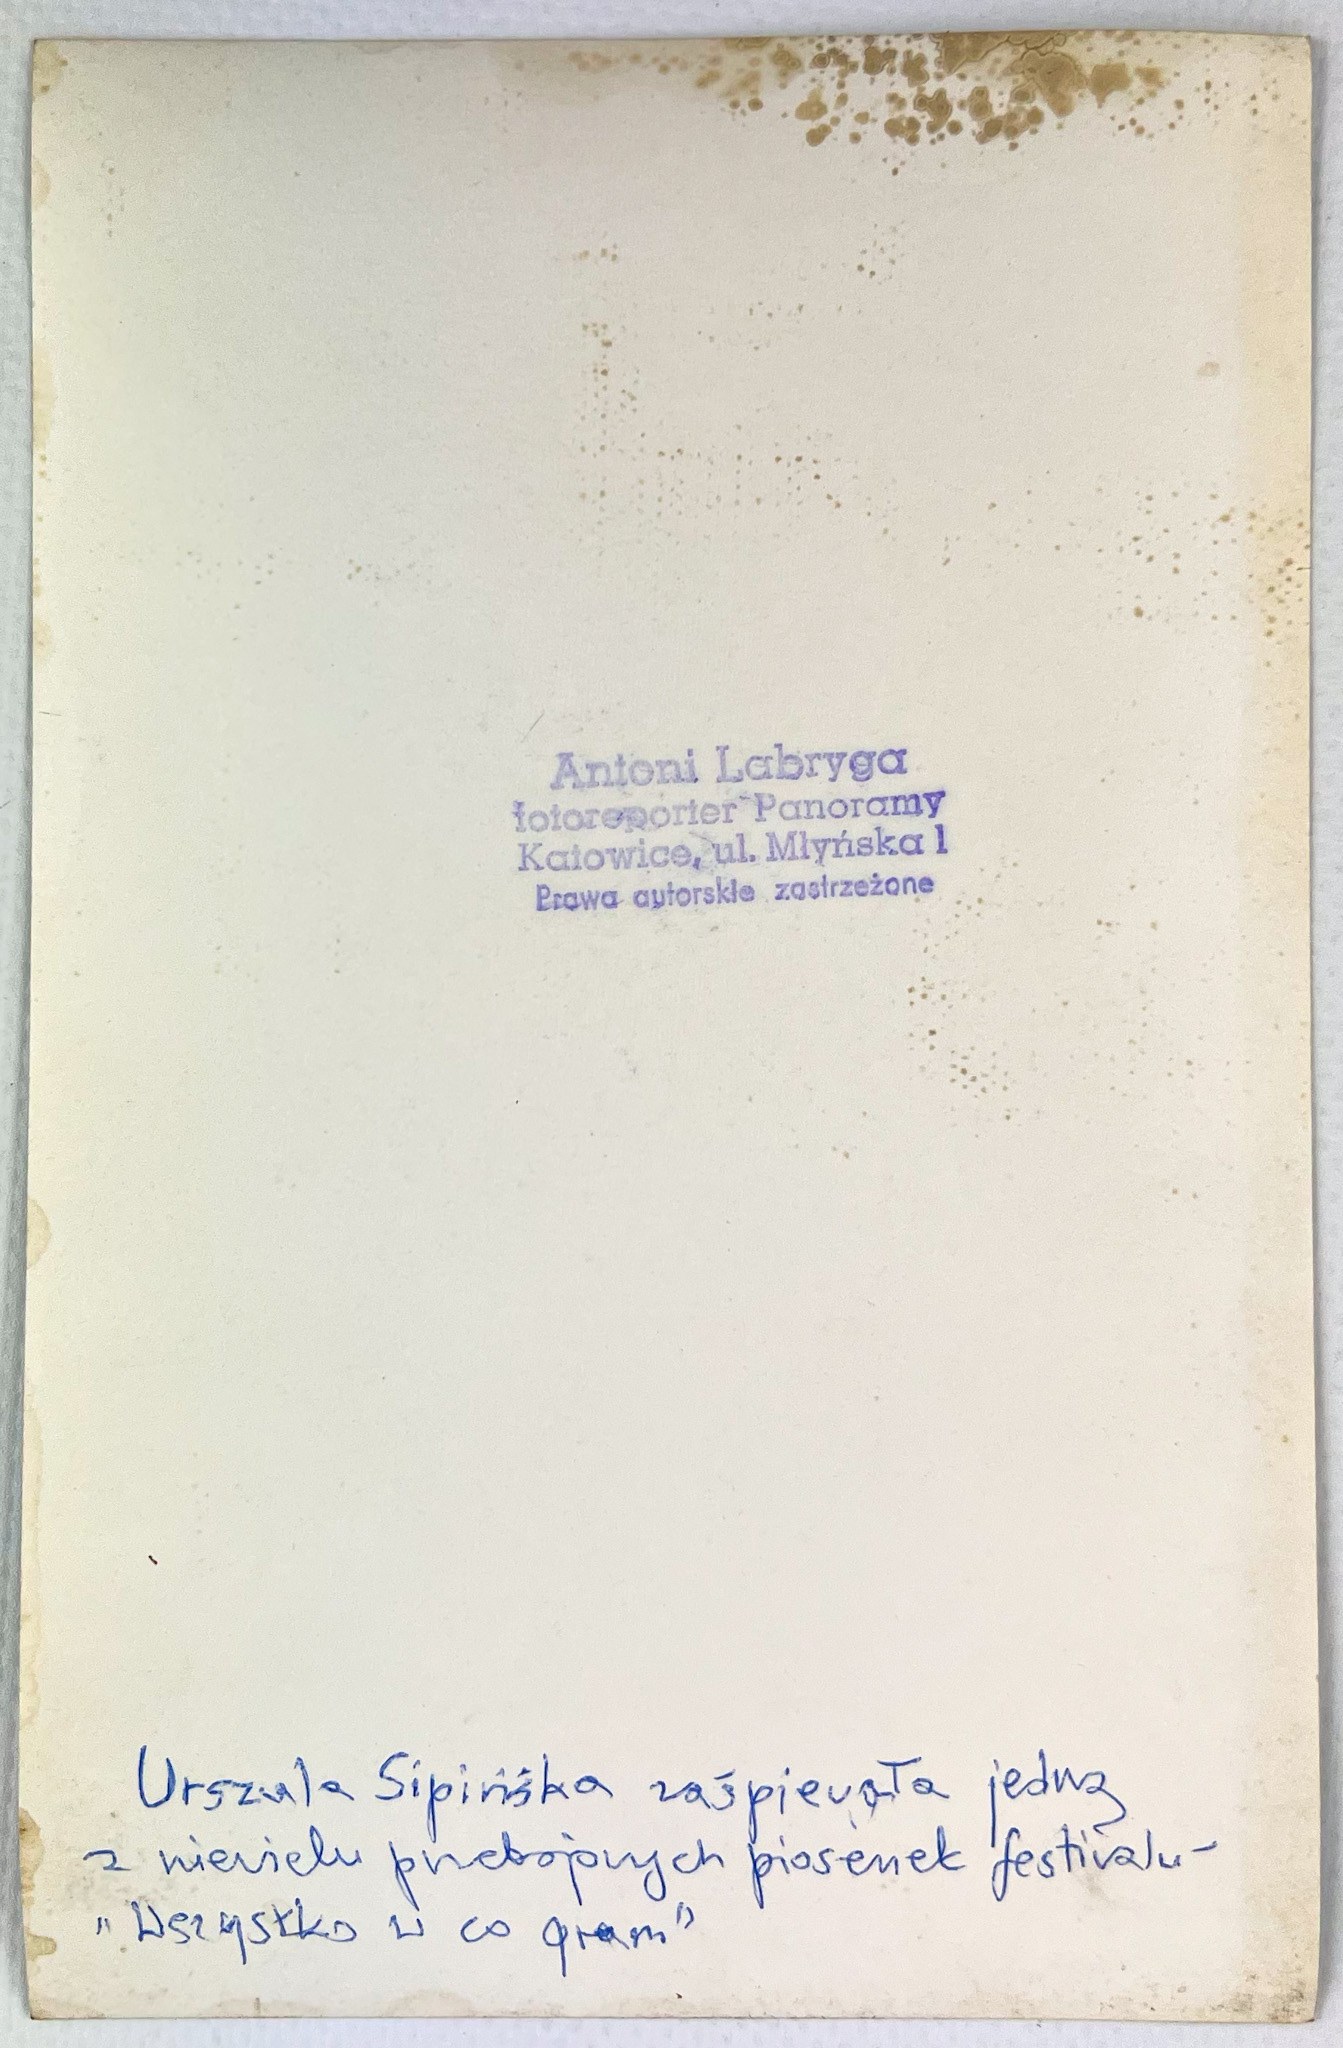 Antoni Labryga
fotoreporter Panoramy
Katowice, ul. Młyńska 1
Prawa autorskie zastrzeżone
Urszula Sipińska zaśpiewała jedną
z niewielu przebojowych piosenek festivalu –
„Wszystko w co gram”